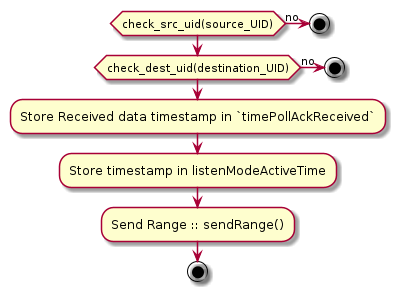 check_src_uid(source_UID)
no
check_dest_uid(destination_UID)
no
Store Received data timestamp in `timePollAckReceived`
Store timestamp in listenModeActiveTime
Send Range :: sendRange()